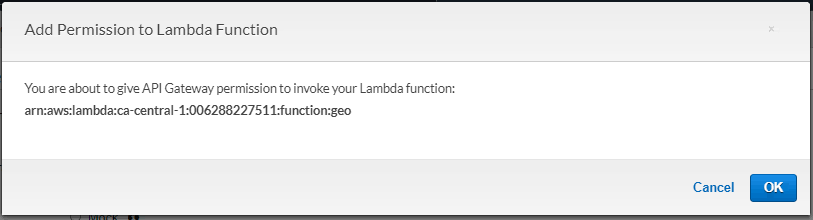 Add Permission to Lambda Function
×
You are about to give API Gateway permission to invoke your Lambda function:
arn:aws:lambda:ca-central-1:006288227511:function:geo
Cancel
OK
Mock